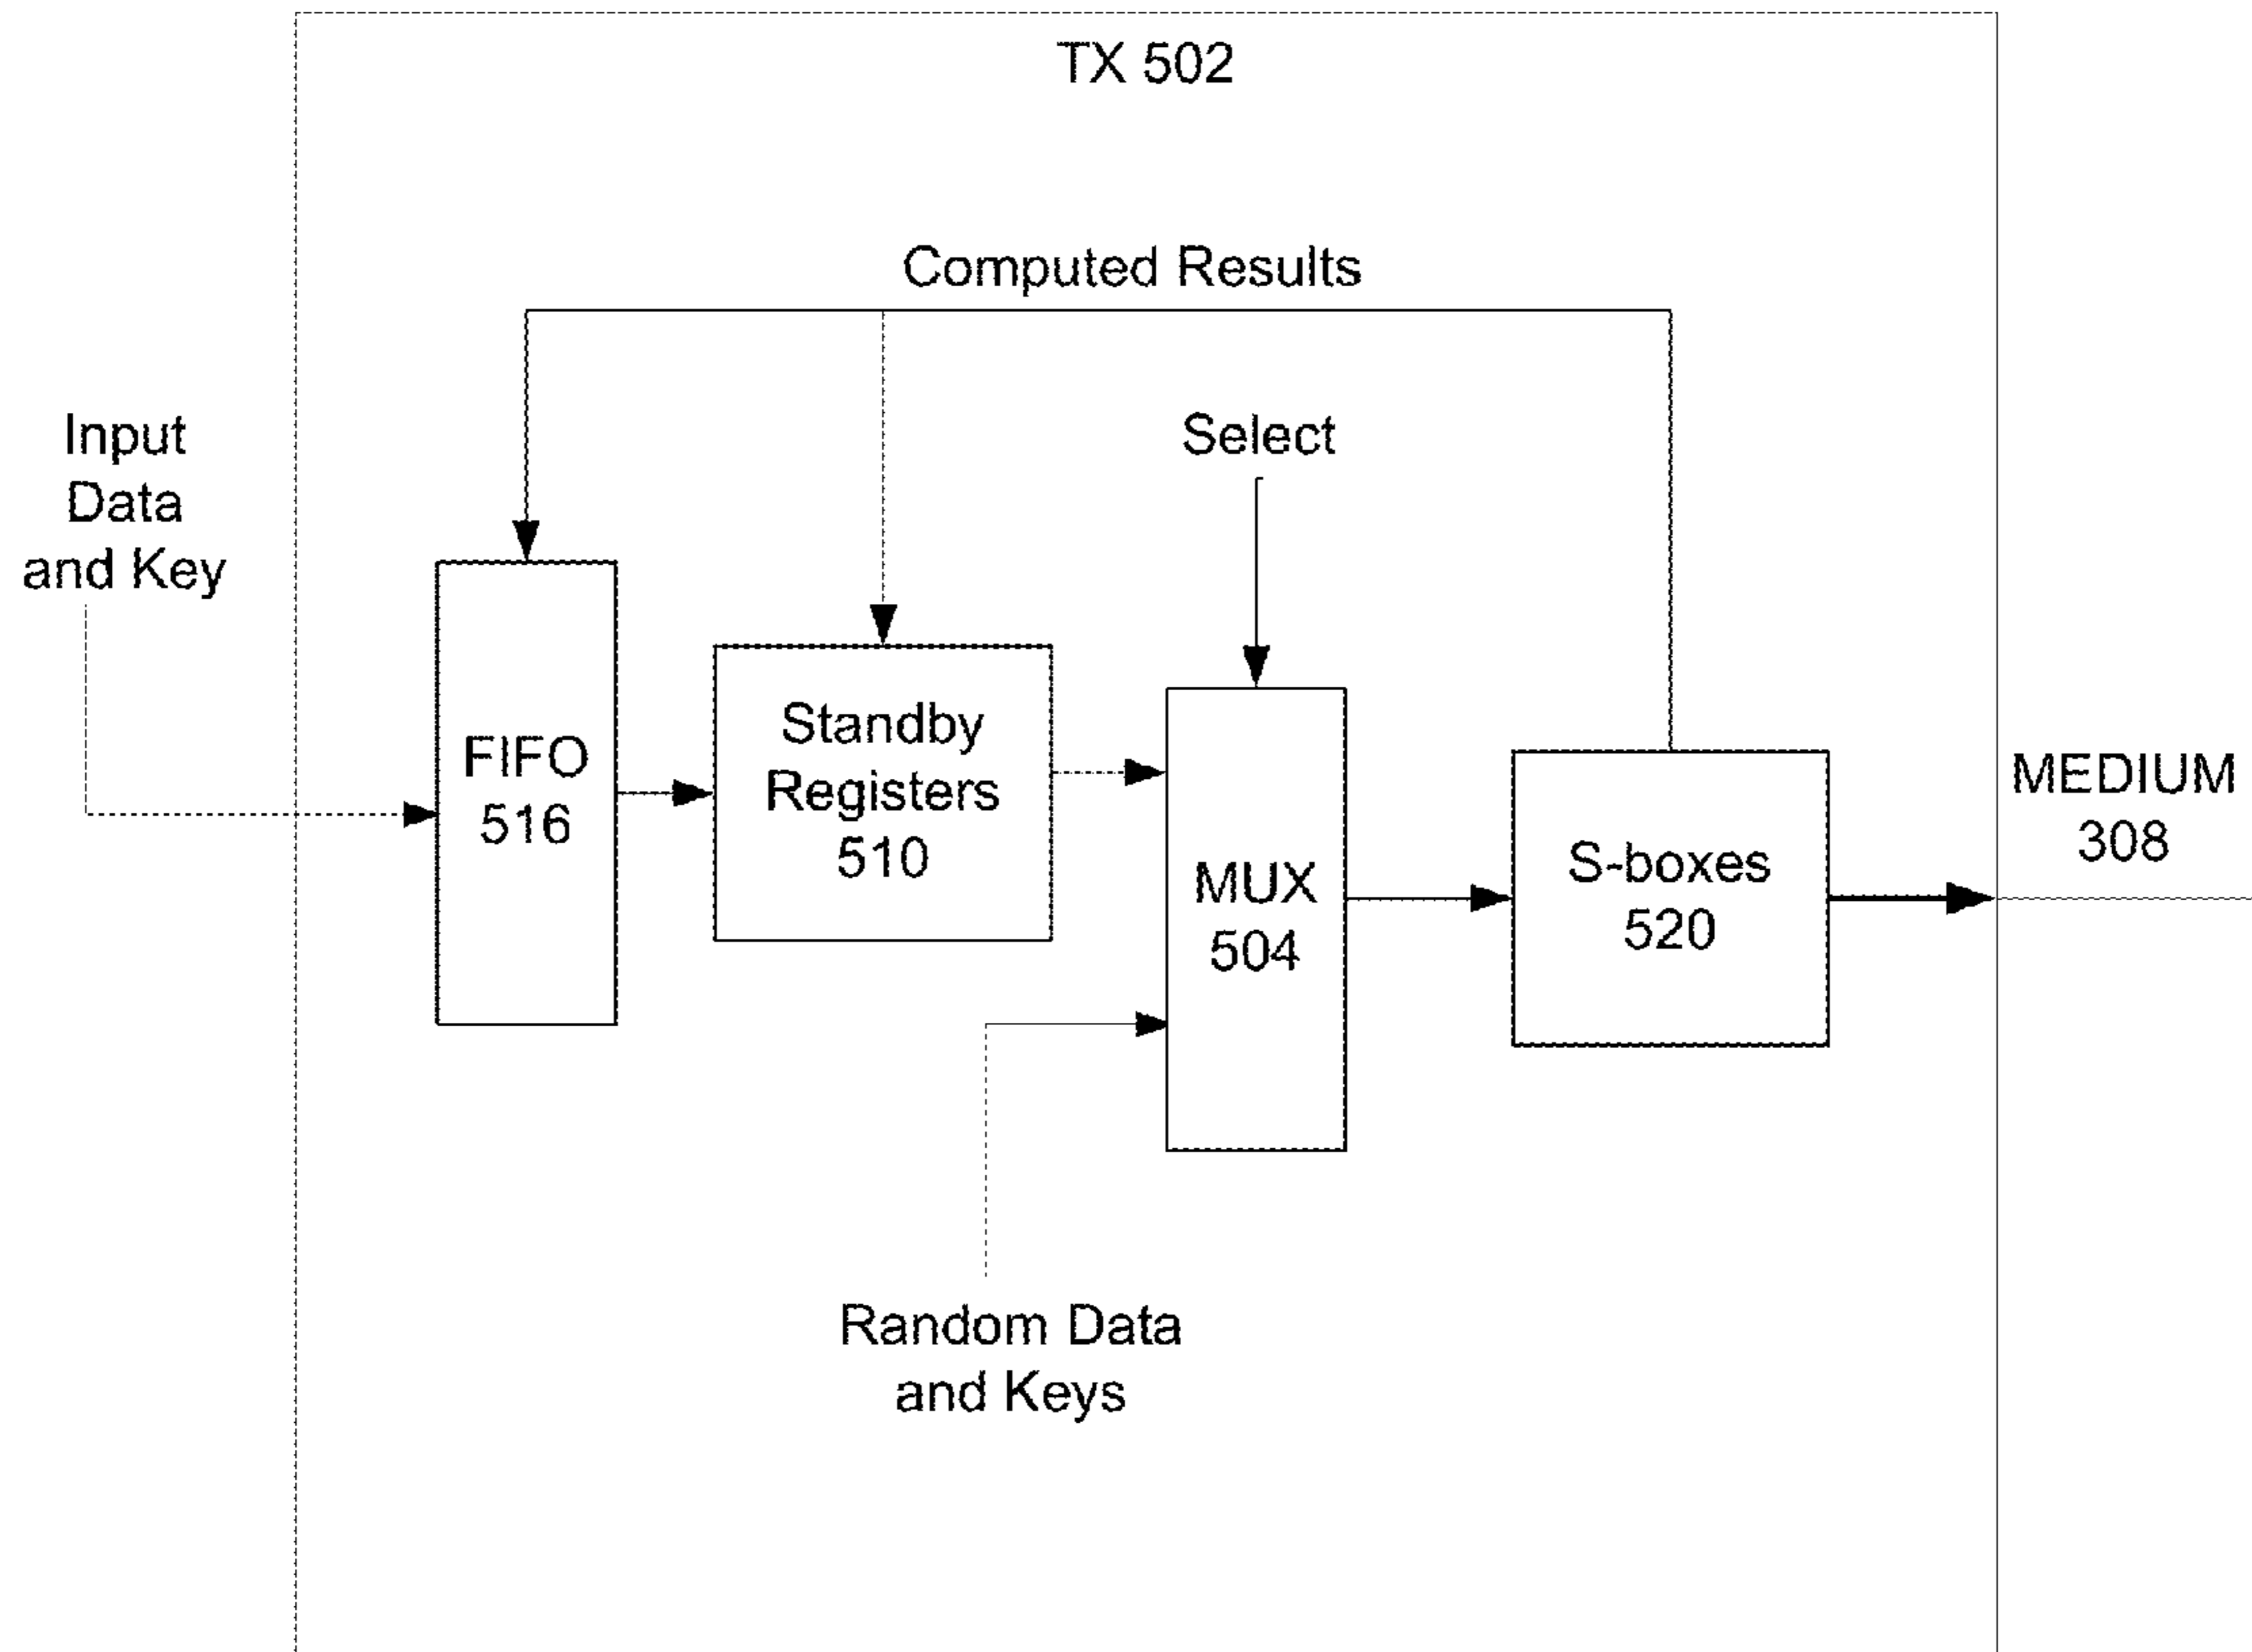 TX 502
Computed Results
Input
Data
and Key
Select
FIFO
516
Standby
Registers
510
MUX
504
S-boxes
520
MEDIUM
308
Random Data
and Keys